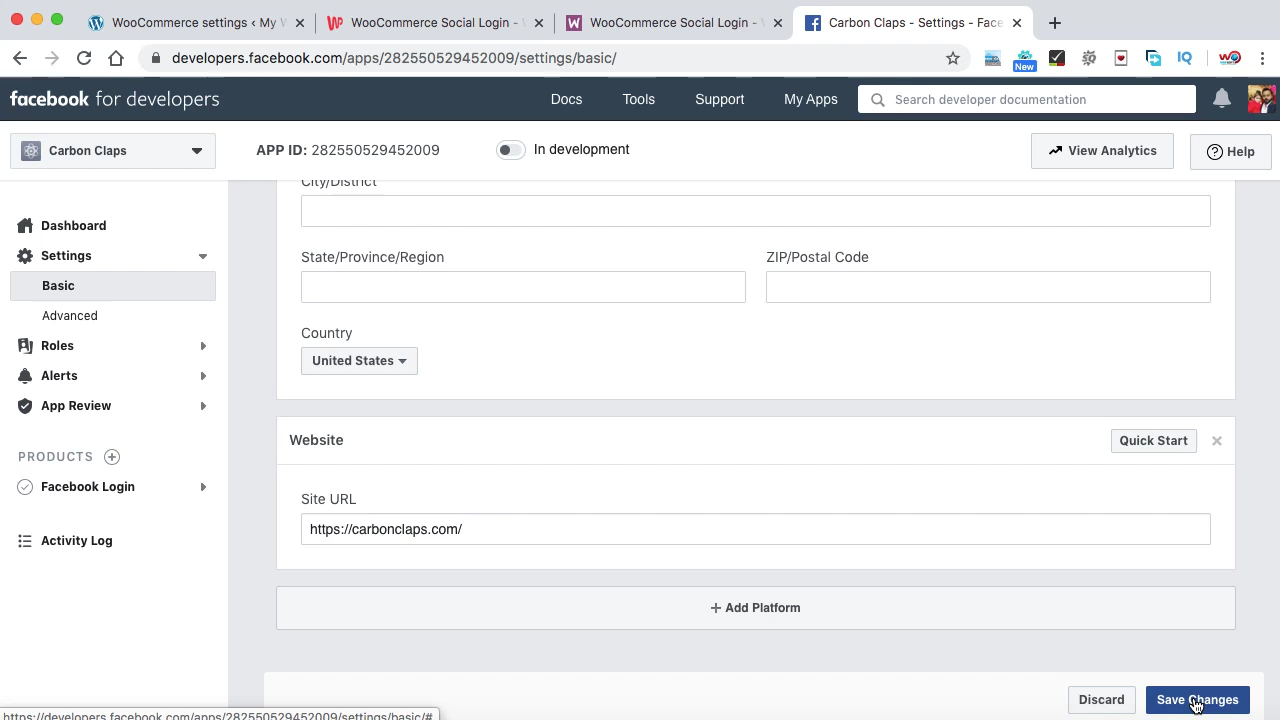 WooCommerce settings ‹ My W
WooCommerce Social Login -
WooCommerce Social Login -
Carbon Claps - Settings - Face
developers.facebook.com/apps/282550529452009/settings/basic/
New
IQ
facebook for developers
Docs
Tools
Support
My Apps
Search developer documentation
Carbon Claps
APP ID: 282550529452009
In development
View Analytics
Help
City/District
Dashboard
Settings
Basic
Advanced
Roles
Alerts
App Review
PRODUCTS
Facebook Login
Activity Log
State/Province/Region
ZIP/Postal Code
Country
United States
Website
Quick Start
Site URL
https://carbonclaps.com/
+ Add Platform
Discard
Save Changes
https://developers.facebook.com/apps/282550529452009/settings/basic/#